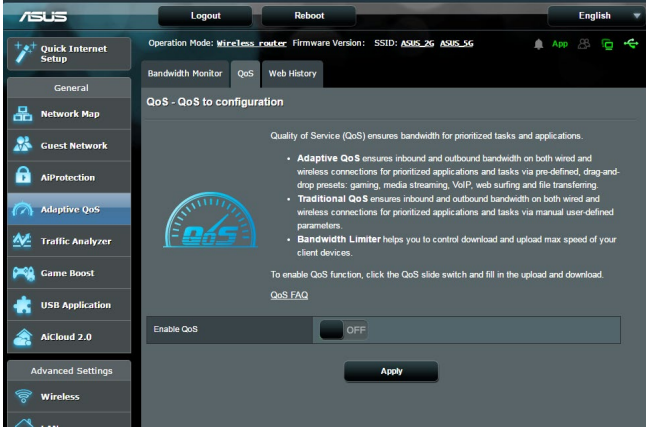 ASUS
Logout
Reboot
English
Quick Internet
Setup
Operation Mode: Wireless router Firmware Version: SSID: ASUS_2G ASUS_5G
App
Bandwidth Monitor
QoS
Web History
General
Network Map
Guest Network
AiProtection
Adaptive QoS
Traffic Analyzer
Game Boost
USB Application
AiCloud 2.0
Advanced Settings
Wireless
QoS - QoS to configuration
Quality of Service (QoS) ensures bandwidth for prioritized tasks and applications.
• Adaptive QoS ensures inbound and outbound bandwidth on both wired and
wireless connections for prioritized applications and tasks via pre-defined, drag-and-
drop presets: gaming, media streaming, VoIP, web surfing and file transferring.
• Traditional QoS ensures inbound and outbound bandwidth on both wired and
wireless connections for prioritized applications and tasks via manual user-defined
parameters.
• Bandwidth Limiter helps you to control download and upload max speed of your
client devices.
QoS
To enable QoS function, click the QoS slide switch and fill in the upload and download.
QoS FAQ
Enable QoS
OFF
Apply